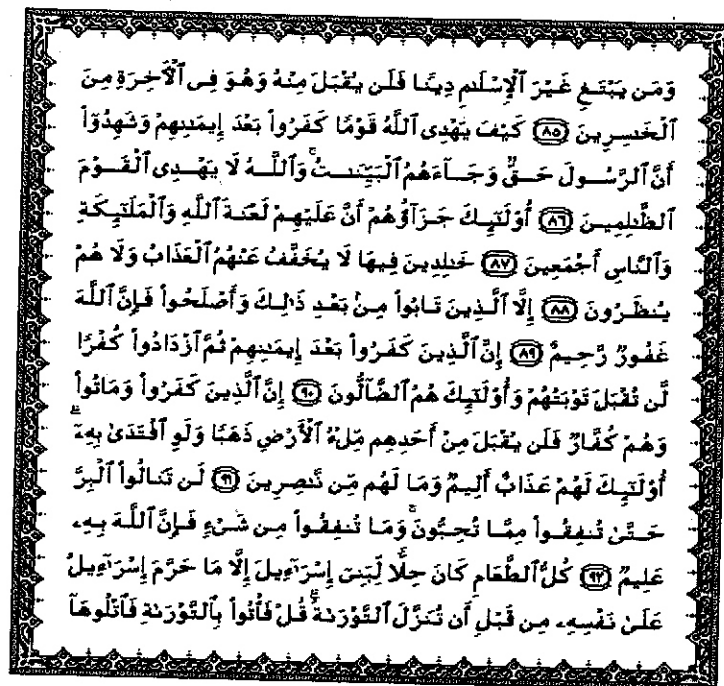 وَمَن يَبْتَغِ غَيْرَ ٱلْإِسْلَٰمِ دِينًا فَلَن يُقْبَلَ مِنْهُ وَهُوَ فِى ٱلْأَخِرَةِ مِنَ
ٱلْخَٰسِرِينَ ٨٥ كَيْفَ يَهْدِى ٱللَّهُ قَوْمًا كَفَرُوا۟ بَعْدَ إِيمَٰنِهِمْ وَشَهِدُوٓا۟
أَنَّ ٱلرَّسُولَ حَقٌّ وَجَآءَهُمُ ٱلْبَيِّنَٰتُ ۚ وَٱللَّهُ لَا يَهْدِى ٱلْقَوْمَ
ٱلظَّٰلِمِينَ ٨٦ أُو۟لَٰٓئِكَ جَزَآؤُهُمْ أَنَّ عَلَيْهِمْ لَعْنَةَ ٱللَّهِ وَٱلْمَلَٰٓئِكَةِ
وَٱلنَّاسِ أَجْمَعِينَ ٨٧ خَٰلِدِينَ فِيهَا لَا يُخَفَّفُ عَنْهُمُ ٱلْعَذَابُ وَلَا هُمْ
يُنظَرُونَ ٨٨ إِلَّا ٱلَّذِينَ تَابُوا۟ مِنۢ بَعْدِ ذَٰلِكَ وَأَصْلَحُوا۟ فَإِنَّ ٱللَّهَ
غَفُورٌ رَّحِيمٌ ٨٩ إِنَّ ٱلَّذِينَ كَفَرُوا۟ بَعْدَ إِيمَٰنِهِمْ ثُمَّ ٱزْدَادُوا۟ كُفْرًا
لَّن تُقْبَلَ تَوْبَتُهُمْ وَأُو۟لَٰٓئِكَ هُمُ ٱلضَّآلُّونَ ٩٠ إِنَّ ٱلَّذِينَ كَفَرُوا۟ وَمَاتُوا۟
وَهُمْ كُفَّارٌ فَلَن يُقْبَلَ مِنْ أَحَدِهِم مِّلْءُ ٱلْأَرْضِ ذَهَبًا وَلَوِ ٱفْتَدَىٰ بِهِۦٓ ۗ
أُو۟لَٰٓئِكَ لَهُمْ عَذَابٌ أَلِيمٌ وَمَا لَهُم مِّن نَّٰصِرِينَ ٩١ لَن تَنَالُوا۟ ٱلْبِرَّ
حَتَّىٰ تُنفِقُوا۟ مِمَّا تُحِبُّونَ ۚ وَمَا تُنفِقُوا۟ مِن شَىْءٍ فَإِنَّ ٱللَّهَ بِهِۦ
عَلِيمٌ ٩٢ كُلُّ ٱلطَّعَامِ كَانَ حِلًّا لِّبَنِىٓ إِسْرَٰٓءِيلَ إِلَّا مَا حَرَّمَ إِسْرَٰٓءِيلُ
عَلَىٰ نَفْسِهِۦ مِن قَبْلِ أَن تُنَزَّلَ ٱلتَّوْرَىٰةُ ۗ قُلْ فَأْتُوا۟ بِٱلتَّوْرَىٰةِ فَٱتْلُوهَآ